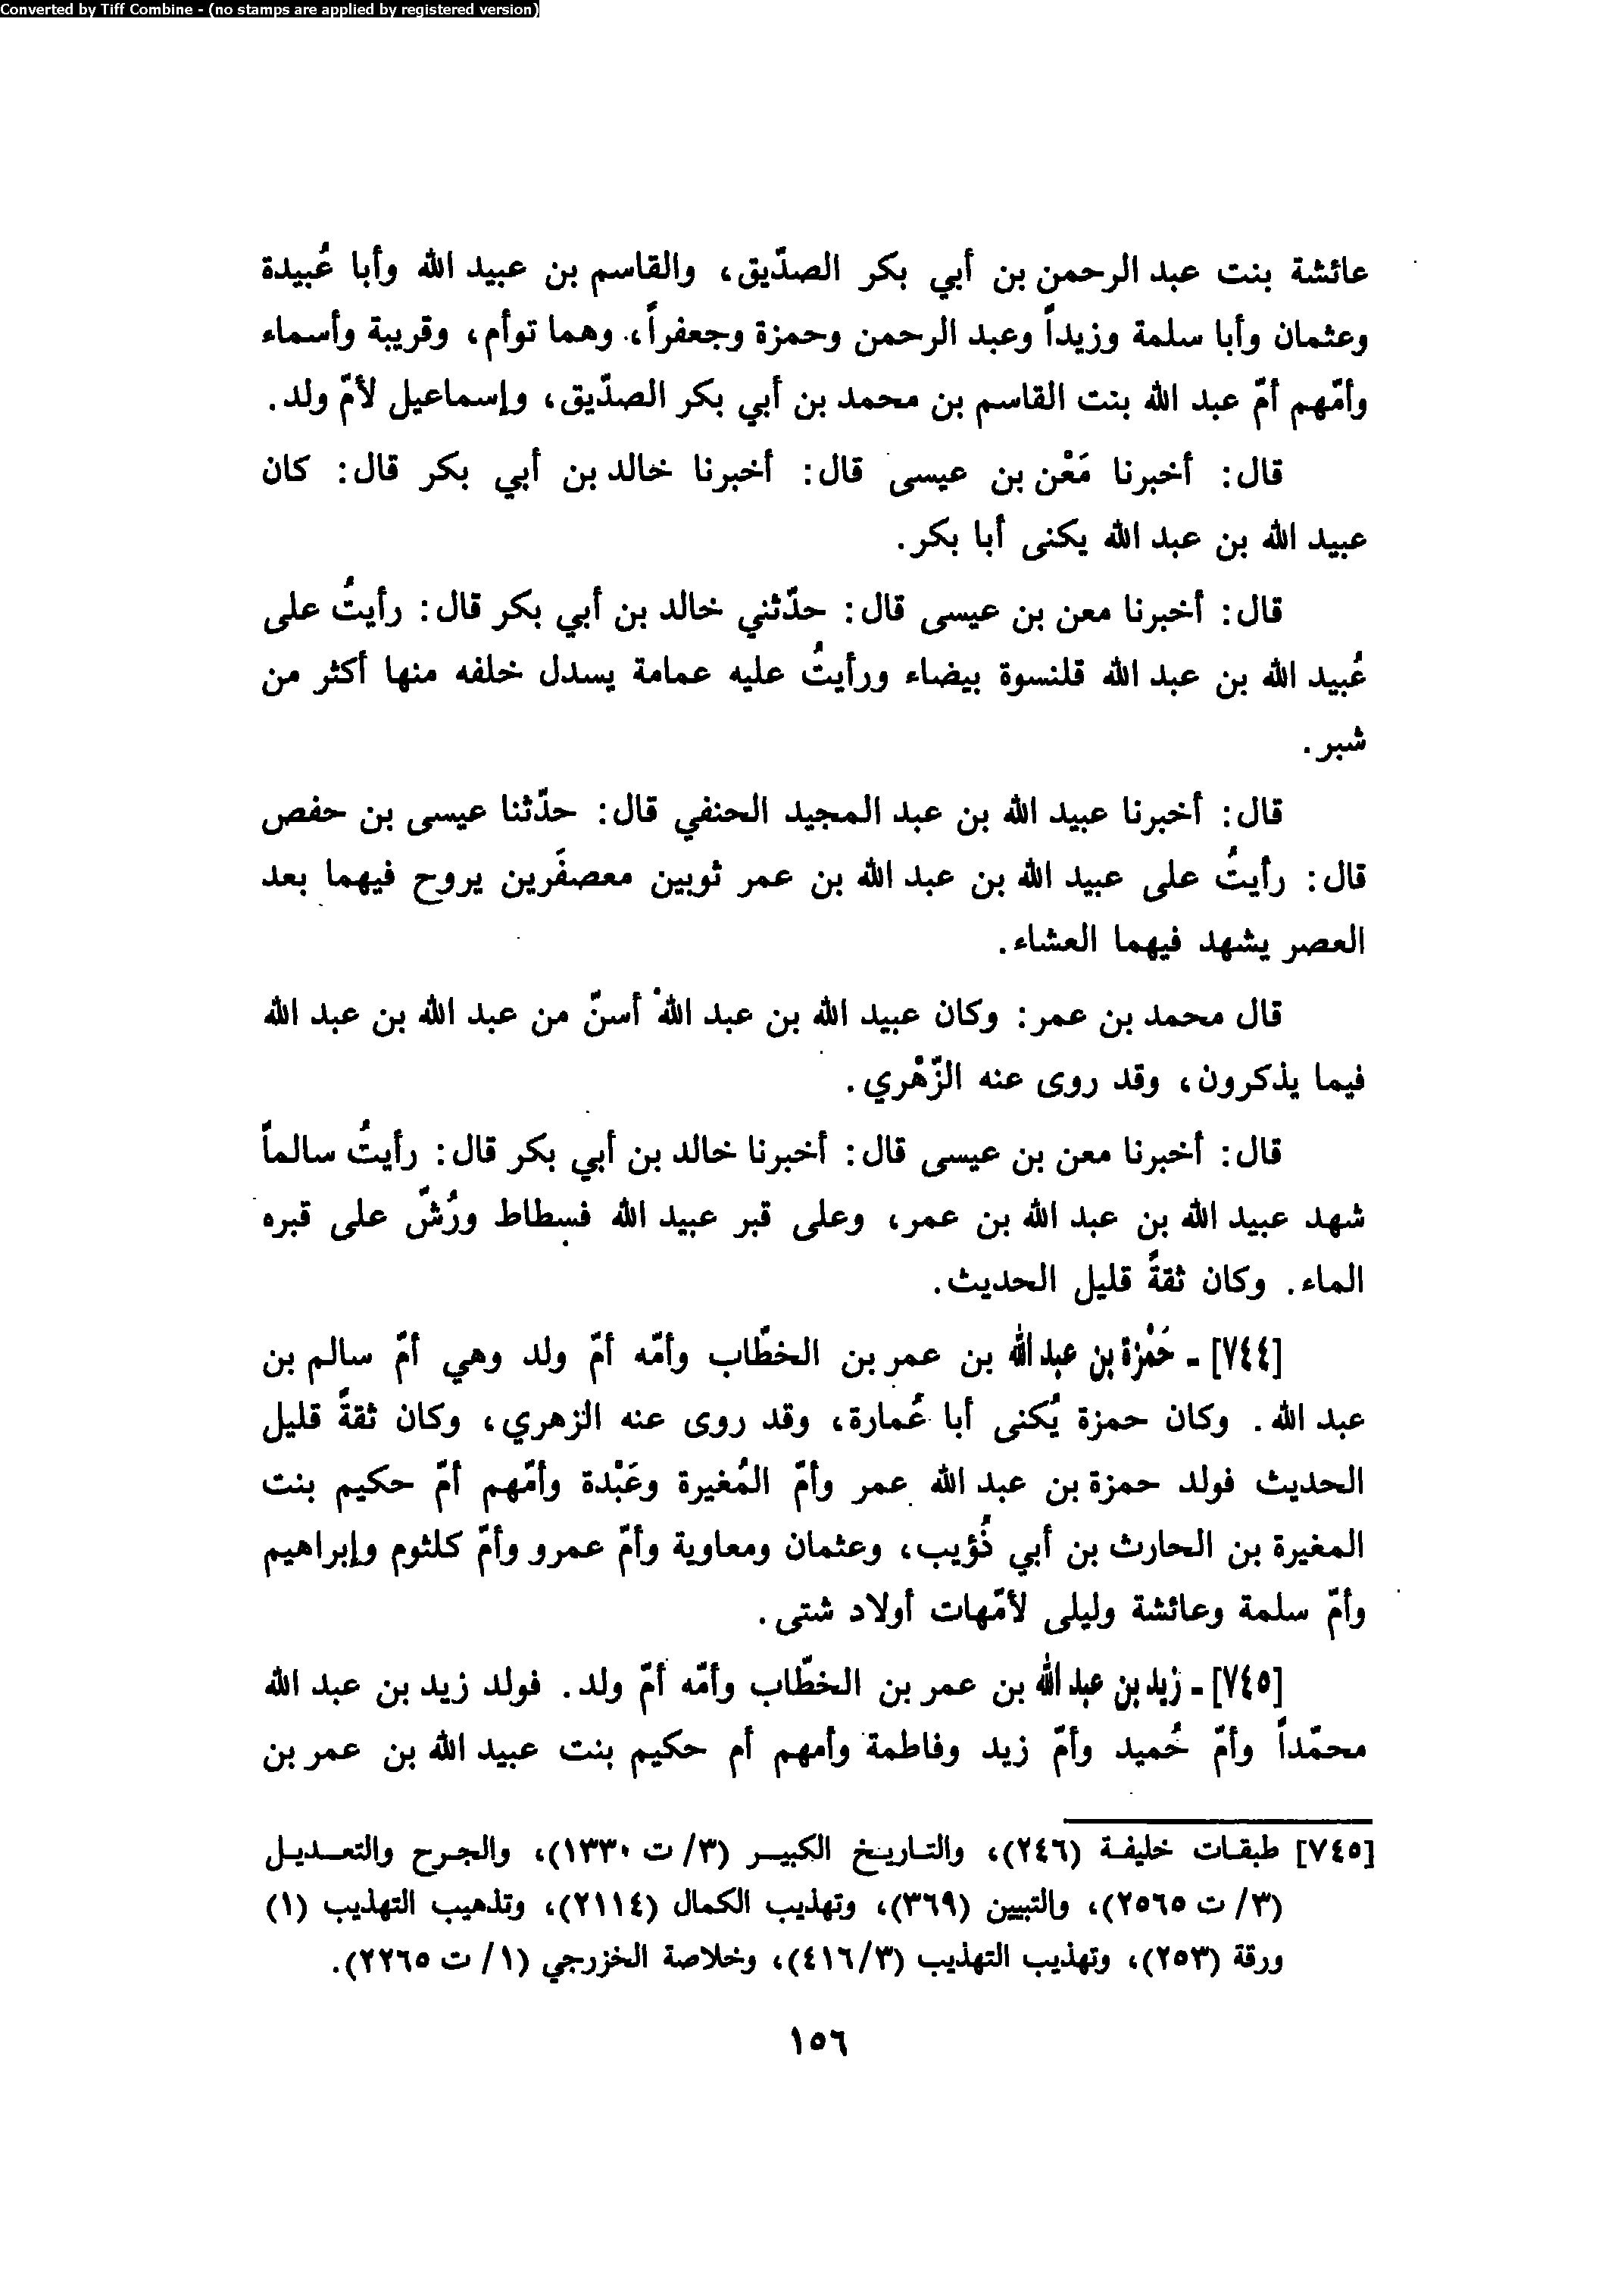 Converted by Tiff Combine - (no stamps are applied by registered version)
عائشة بنت عبد الرحمن بن أبي بكر الصدّيق، والقاسم بن عبيد الله وأبا عُبيدة
وعثمان وأبا سلمة وزيداً وعبد الرحمن وحمزة وجعفراً، وهما توأم، وقريبة وأسماء
وأمّهم أمّ عبد الله بنت القاسم بن محمد بن أبي بكر الصدّيق، وإسماعيل لأمّ ولد.
قال: أخبرنا مَعْن بن عيسى قال: أخبرنا خالد بن أبي بكر قال: كان
عبيد الله بن عبد الله يكنى أبا بكر.
قال: أخبرنا معن بن عيسى قال: حدّثني خالد بن أبي بكر قال: رأيتُ على
عُبيد الله بن عبد الله قلنسوة بيضاء ورأيتُ عليه عمامة يسدل خلفه منها أكثر من
شبر.
قال: أخبرنا عبيد الله بن عبد المجيد الحنفي قال: حدّثنا عيسى بن حفص
قال: رأيتُ على عبيد الله بن عبد الله بن عمر ثوبين معصفَرين يروح فيهما بعد
العصر يشهد فيهما العشاء.
قال محمد بن عمر: وكان عبيد الله بن عبد الله أسنّ من عبد الله بن عبد الله
فيما يذكرون، وقد روى عنه الزّهْري.
قال: أخبرنا معن بن عيسى قال: أخبرنا خالد بن أبي بكر قال: رأيتُ سالماً
شهد عبيد الله بن عبد الله بن عمر، وعلى قبر عبيد الله فسطاط ورُشّ على قبره
الماء. وكان ثقةً قليل الحديث.
[٧٤٤] - حَمْزة بن عبد الله بن عمر بن الخطّاب وأمّه أمّ ولد وهي أمّ سالم بن
عبد الله. وكان حمزة يُكنى أبا عُمارة، وقد روى عنه الزهري، وكان ثقةً قليل
الحديث فولد حمزة بن عبد الله عمر وأمّ المُغيرة وعَبْدة وأمّهم أمّ حكيم بنت
المغيرة بن الحارث بن أبي ذُؤيب، وعثمان ومعاوية وأمّ عمرو وأمّ كلثوم وإبراهيم
وأمّ سلمة وعائشة وليلى لأمّهات أولاد شتى.
[٧٤٥] - زيد بن عبد الله بن عمر بن الخطّاب وأمّه أمّ ولد. فولد زيد بن عبد الله
محمّداً وأمّ حُميد وأمّ زيد وفاطمة وأمهم أم حكيم بنت عبيد الله بن عمر بن
[٧٤٥] طبقات خليفة (٢٤٦)، والتاريخ الكبير (٣/ ت ١٣٣٠)، والجرح والتعديل
(٣/ ت ٢٥٦٥)، والتبيين (٣٦٩)، وتهذيب الكمال (٢١١٤)، وتذهيب التهذيب (١)
ورقة (٢٥٣)، وتهذيب التهذيب (٤١٦/٣)، وخلاصة الخزرجي (١/ ت ٢٢٦٥).
١٥٦